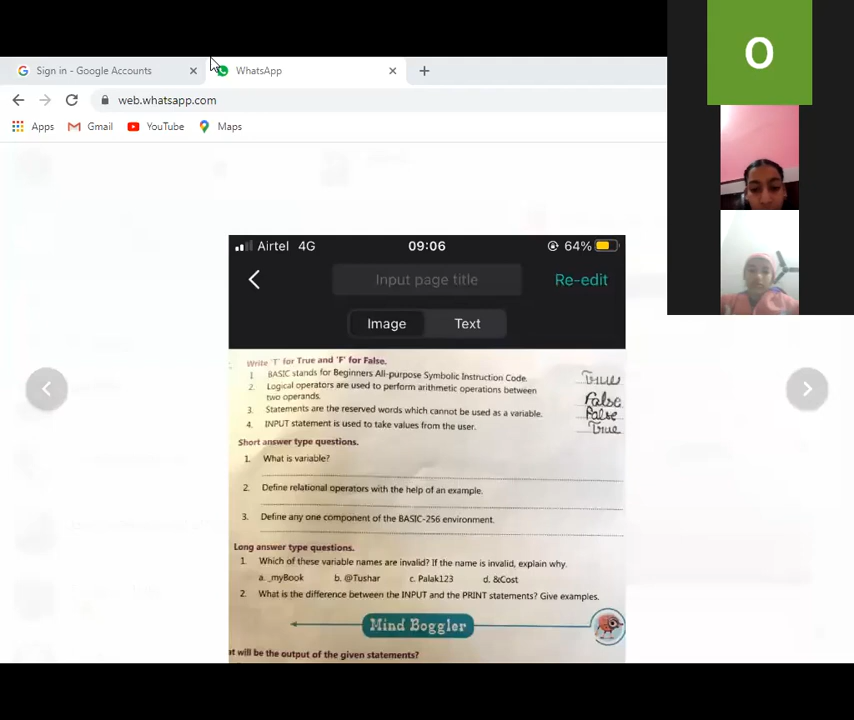 Sign in - Google Accounts
WhatsApp
web.whatsapp.com
Apps
Gmail
YouTube
Maps
O
Airtel 4G 09:06 64%
Input page title
Re-edit
Image Text
Write 'T' for True and 'F' for False.
1 BASIC stands for Beginners All-purpose Symbolic Instruction Code. True
2. Logical operators are used to perform arithmetic operations between
two operands. False
3. Statements are the reserved words which cannot be used as a variable. False
4. INPUT statement is used to take values from the user. True
Short answer type questions.
1. What is variable?
2. Define relational operators with the help of an example.
3. Define any one component of the BASIC-256 environment.
Long answer type questions.
1. Which of these variable names are invalid? If the name is invalid, explain why.
a. _myBook b. @Tushar c. Palak123 d. &Cost
2. What is the difference between the INPUT and the PRINT statements? Give examples.
Mind Boggler
at will be the output of the given statements?